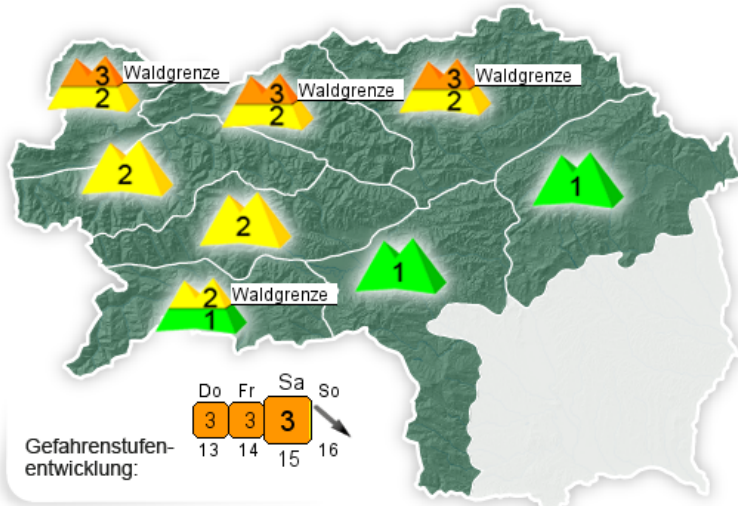 3 Waldgrenze
2
3 Waldgrenze
2
3 Waldgrenze
2
2
1
2
1
2 Waldgrenze
1
Do Fr Sa So
3 3 3
13 14 15 16
Gefahrenstufen-
entwicklung: